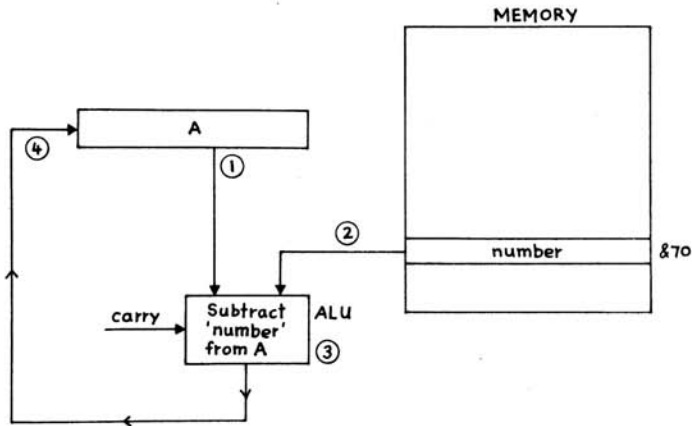 MEMORY
A
④
①
②
number
&70
carry
Subtract
'number'
from A
ALU
③